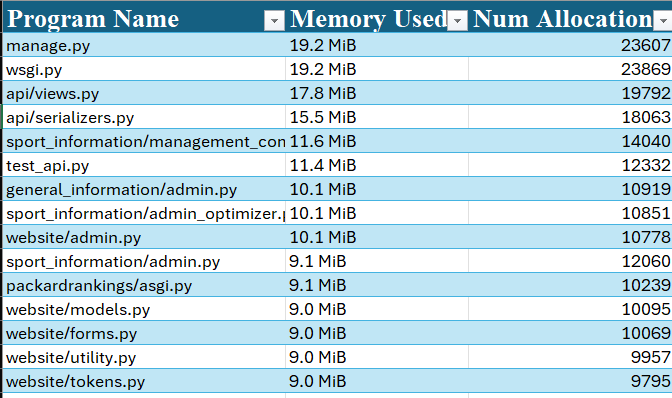 Program Name Memory Used Num Allocation
manage.py 19.2 MiB 23607
wsgi.py 19.2 MiB 23869
api/views.py 17.8 MiB 19792
api/serializers.py 15.5 MiB 18063
sport_information/management_con 11.6 MiB 14040
test_api.py 11.4 MiB 12332
general_information/admin.py 10.1 MiB 10919
sport_information/admin_optimizer.p 10.1 MiB 10851
website/admin.py 10.1 MiB 10778
sport_information/admin.py 9.1 MiB 12060
packardrankings/asgi.py 9.1 MiB 10239
website/models.py 9.0 MiB 10095
website/forms.py 9.0 MiB 10069
website/utility.py 9.0 MiB 9957
website/tokens.py 9.0 MiB 9795